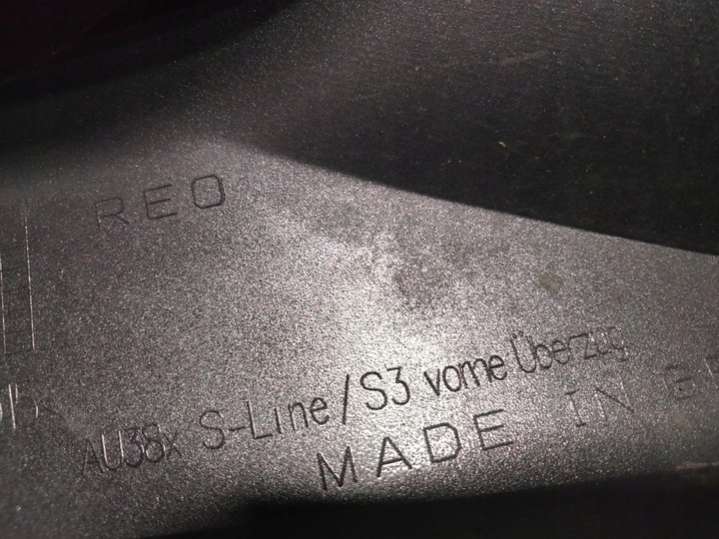 REO
AU38x S-Line / S3 vorne Überzug
MADE IN